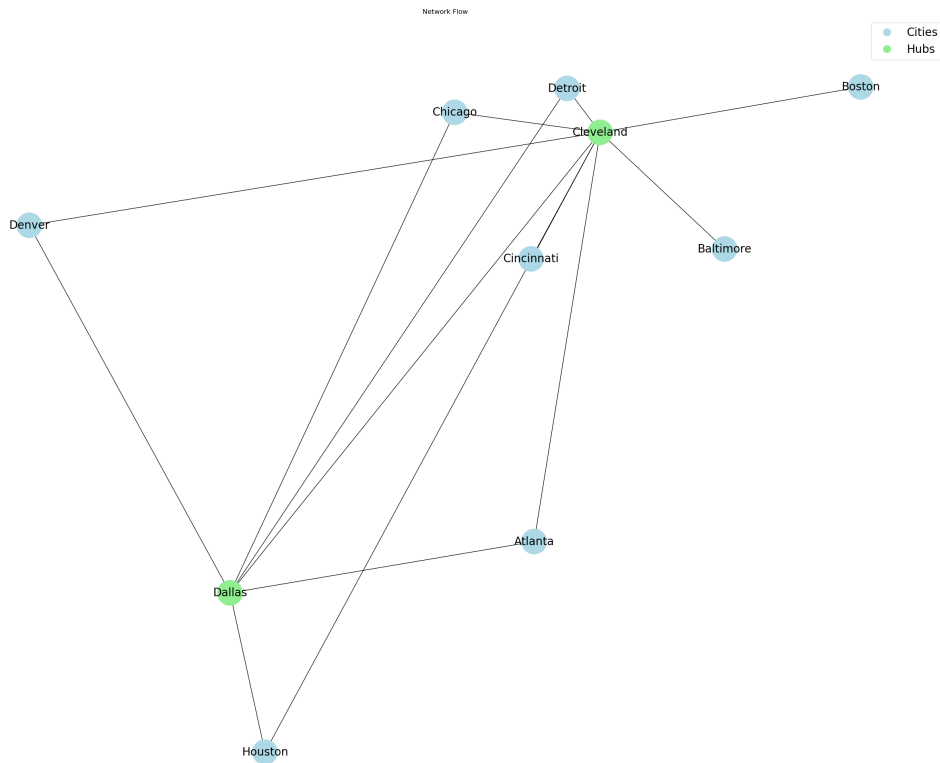 Network Flow
Cities
Hubs
Boston
Detroit
Chicago
Cleveland
Denver
Baltimore
Cincinnati
Atlanta
Dallas
Houston